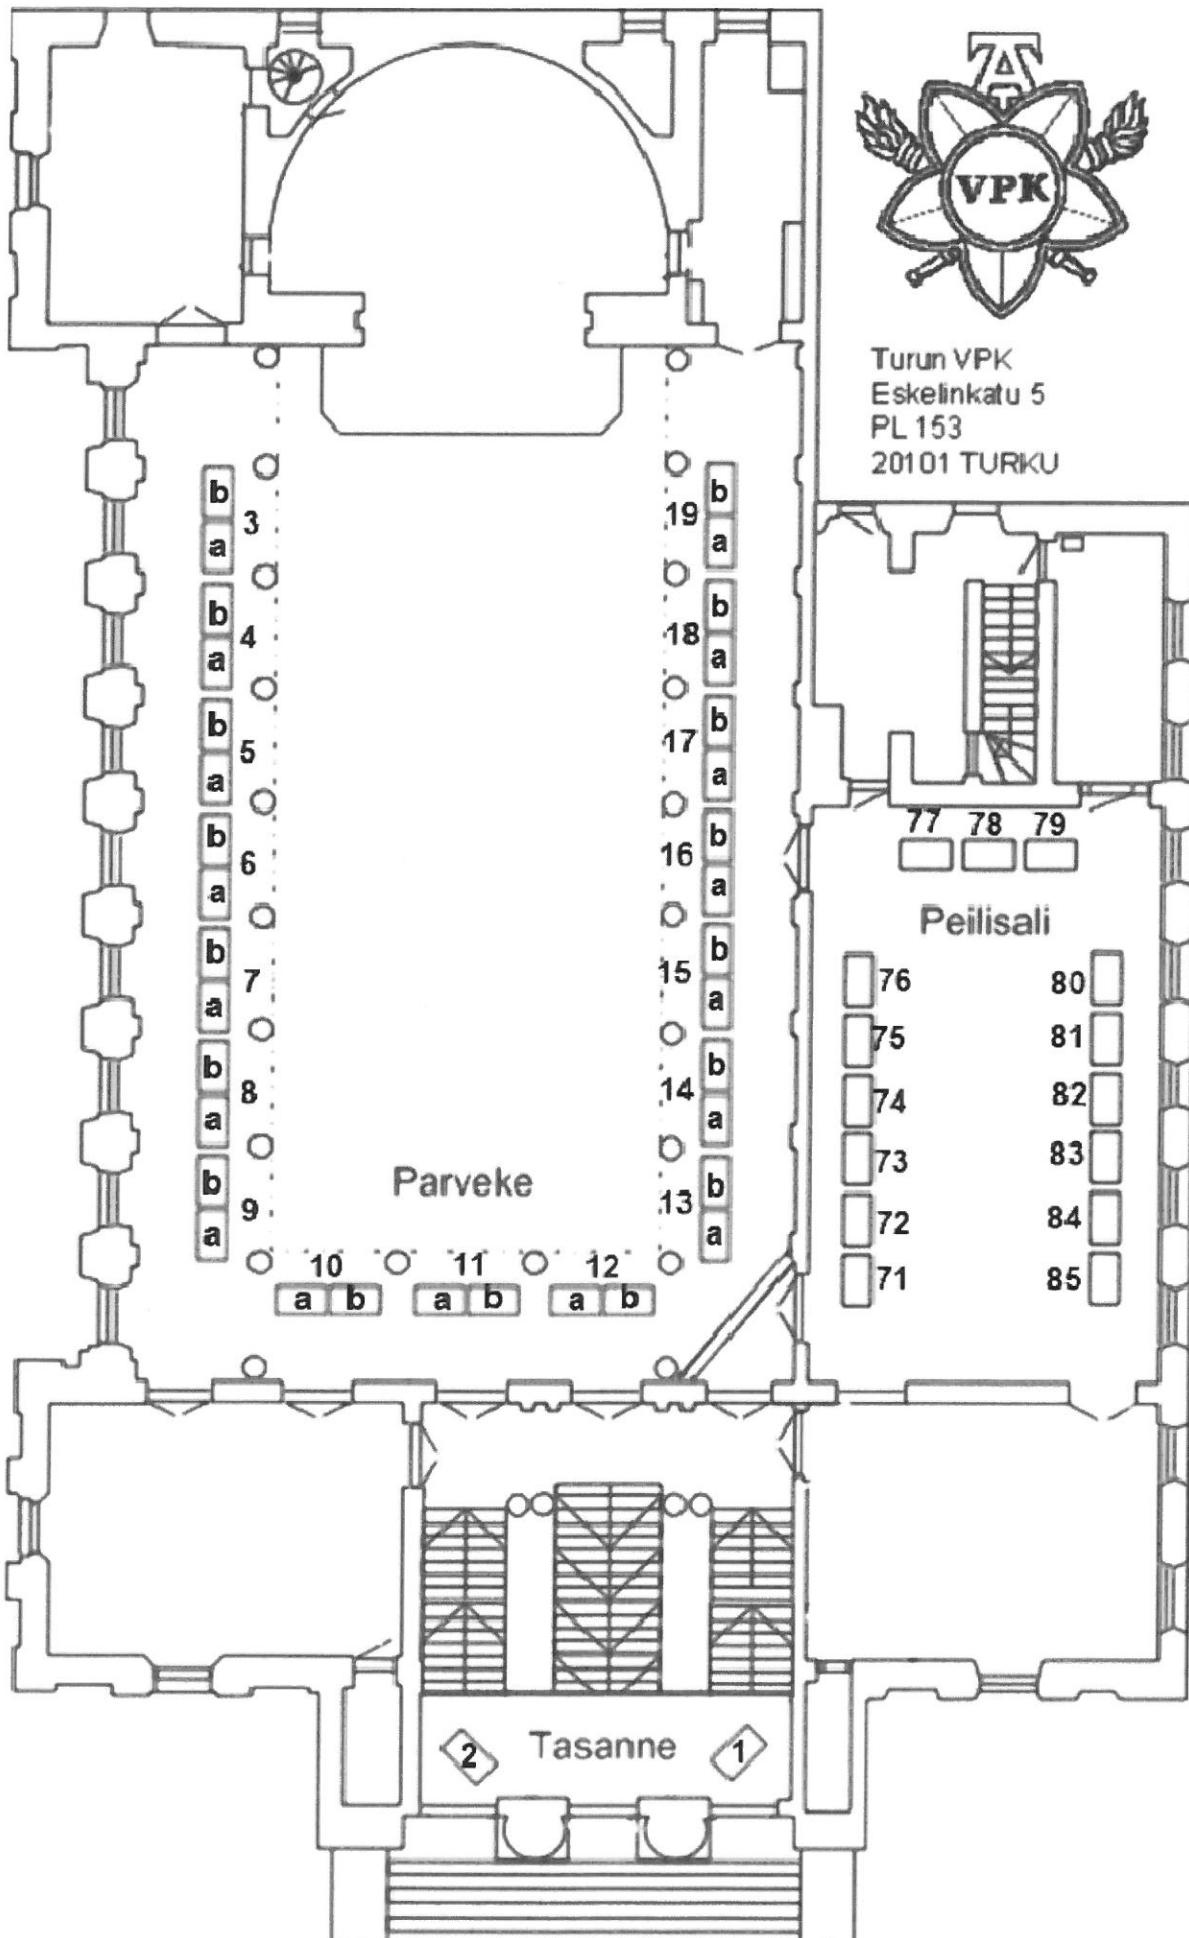 VPK
Turun VPK
Eskelinkatu 5
PL 153
20101 TURKU
b
3
a
b
4
a
b
5
a
b
6
a
b
7
a
b
8
a
b
9
a
10
a b
11
a b
12
a b
b
19
a
b
18
a
b
17
a
b
16
a
b
15
a
b
14
a
b
13
a
Parveke
77 78 79
Peilisali
76 80
75 81
74 82
73 83
72 84
71 85
2 Tasanne 1